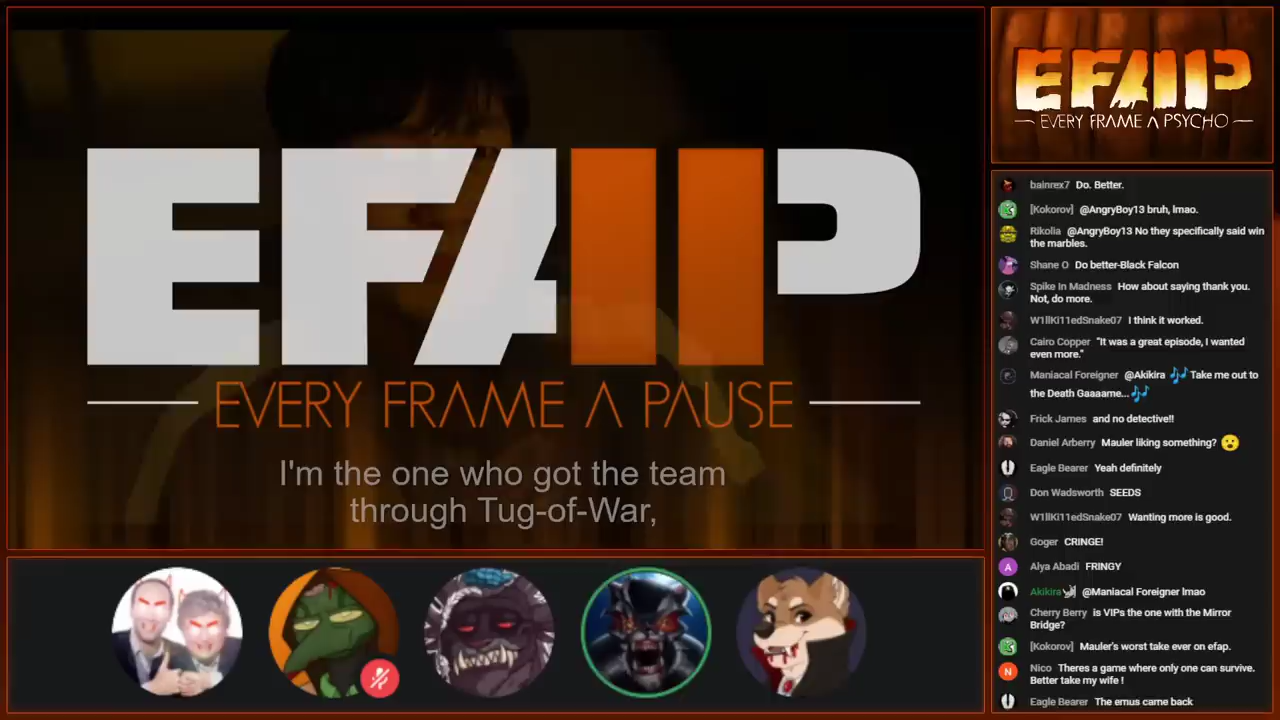 EFAP
EVERY FRAME A PAUSE
I'm the one who got the team
through Tug-of-War,
EFAP
EVERY FRAME A PSYCHO
bainrex7 Do. Better.
[Kokorov] @AngryBoy13 bruh, lmao.
Rikolia @AngryBoy13 No they specifically said win
the marbles.
Shane O Do better-Black Falcon
Spike In Madness How about saying thank you.
Not, do more.
W1llKi11edSnake07 I think it worked.
Cairo Copper "It was a great episode, I wanted
even more."
Maniacal Foreigner @Akikira 🎶Take me out to
the Death Gaaaame...🎶
Frick James and no detective!!
Daniel Arberry Mauler liking something? 😮
Eagle Bearer Yeah definitely
Don Wadsworth SEEDS
W1llKi11edSnake07 Wanting more is good.
Goger CRINGE!
A Alya Abadi FRINGY
Akikira @Maniacal Foreigner lmao
Cherry Berry is VIPs the one with the Mirror
Bridge?
[Kokorov] Mauler's worst take ever on efap.
N Nico Theres a game where only one can survive.
Better take my wife !
Eagle Bearer The emus came back